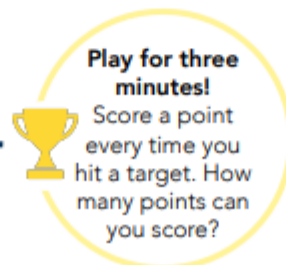 Play for three
minutes!
Score a point
every time you
hit a target. How
many points can
you score?